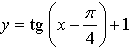 y = tg(x − π/4) + 1